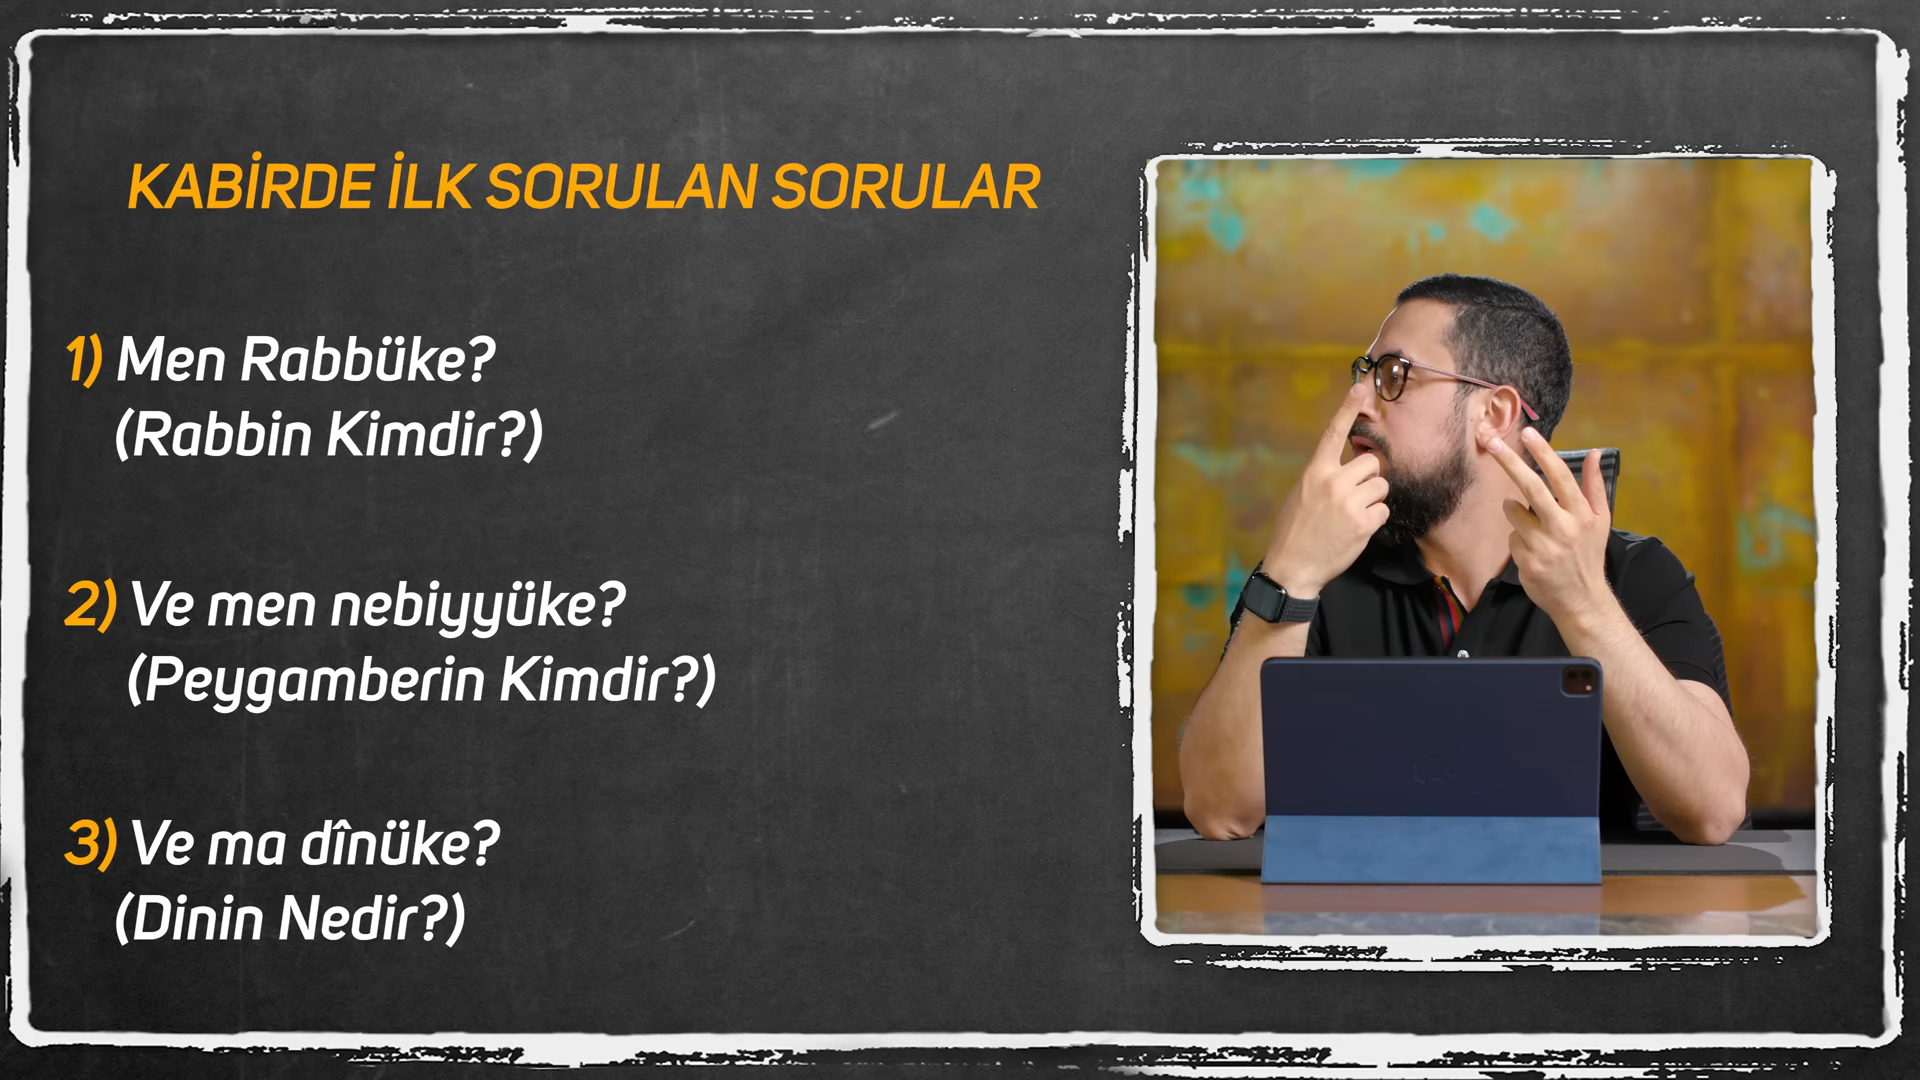 KABİRDE İLK SORULAN SORULAR
1) Men Rabbüke?
(Rabbin Kimdir?)
2) Ve men nebiyyüke?
(Peygamberin Kimdir?)
3) Ve ma dînüke?
(Dinin Nedir?)